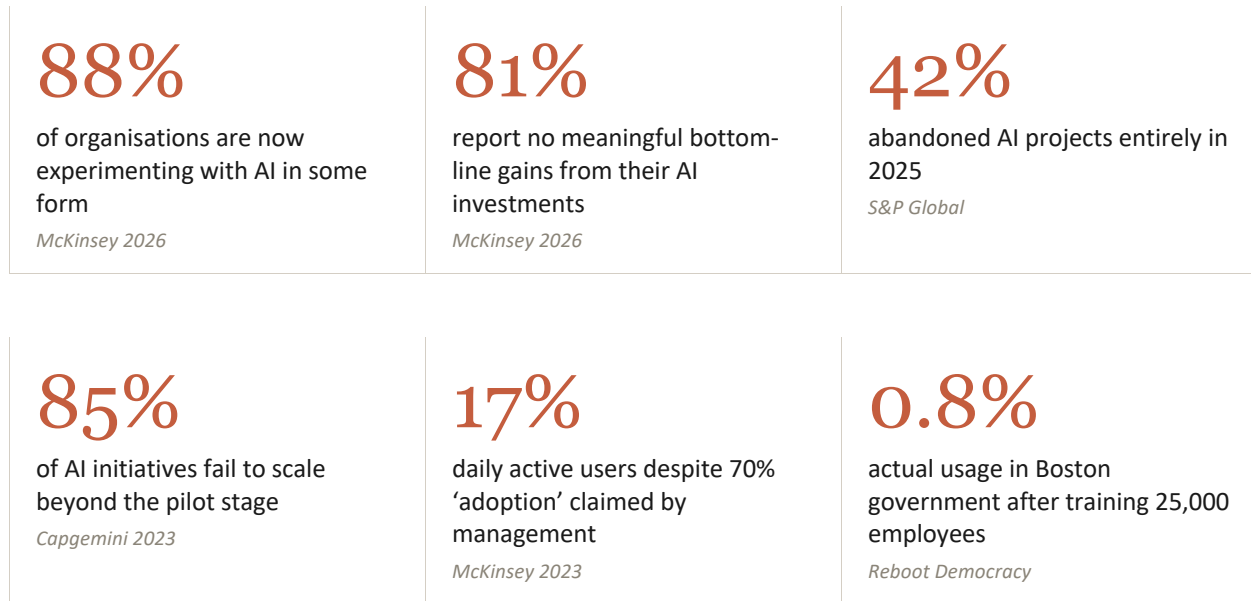 88%
of organisations are now
experimenting with AI in some
form
McKinsey 2026
81%
report no meaningful bottom-
line gains from their AI
investments
McKinsey 2026
42%
abandoned AI projects entirely in
2025
S&P Global
85%
of AI initiatives fail to scale
beyond the pilot stage
Capgemini 2023
17%
daily active users despite 70%
‘adoption’ claimed by
management
McKinsey 2023
0.8%
actual usage in Boston
government after training 25,000
employees
Reboot Democracy